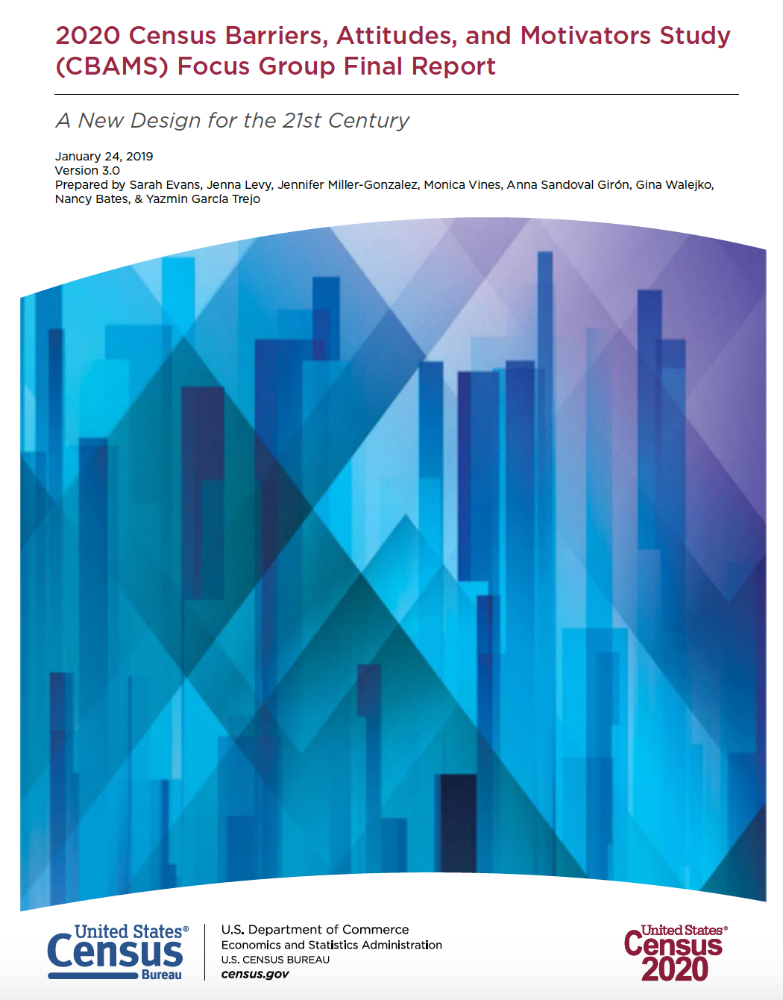 2020 Census Barriers, Attitudes, and Motivators Study
(CBAMS) Focus Group Final Report
A New Design for the 21st Century
January 24, 2019
Version 3.0
Prepared by Sarah Evans, Jenna Levy, Jennifer Miller-Gonzalez, Monica Vines, Anna Sandoval Girón, Gina Walejko,
Nancy Bates, & Yazmin García Trejo
United States®
Census
Bureau
U.S. Department of Commerce
Economics and Statistics Administration
U.S. CENSUS BUREAU
census.gov
United States®
Census
2020